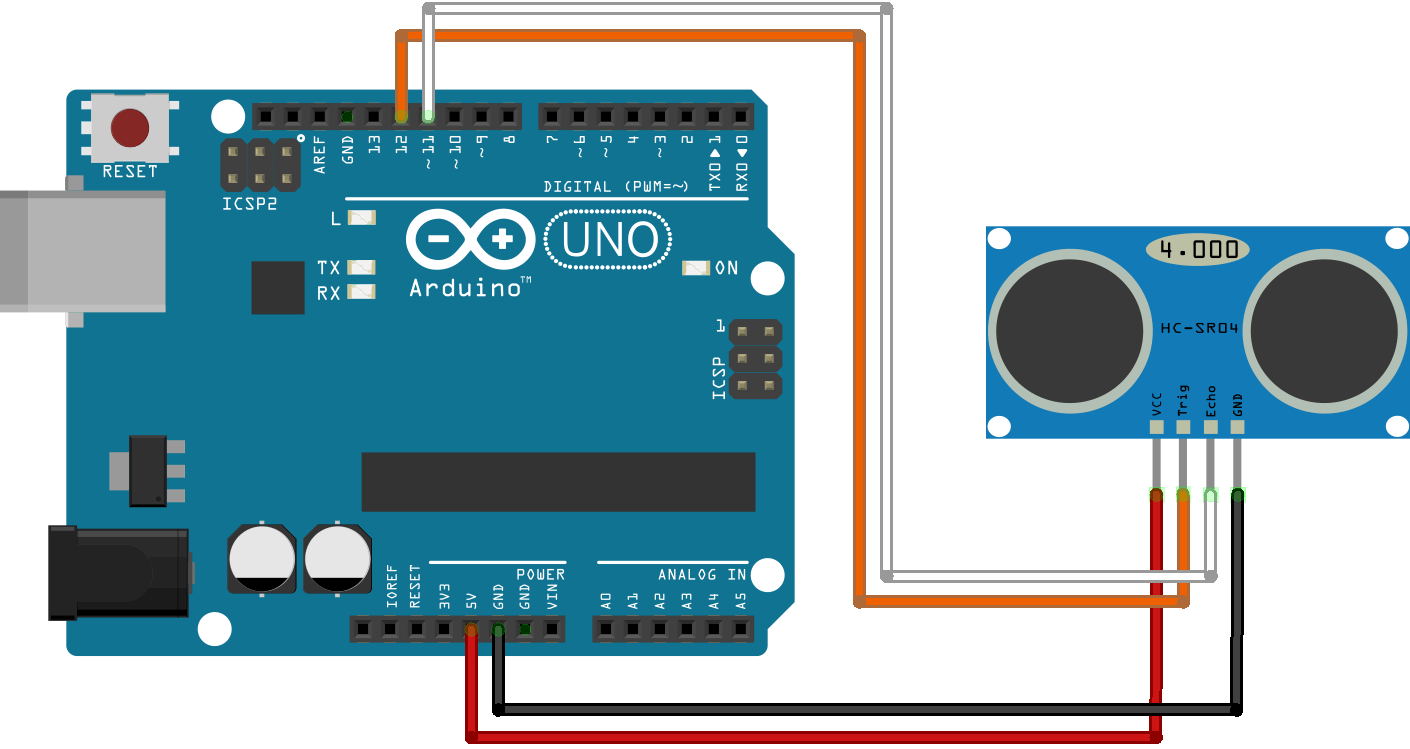 RESET
ICSP2
AREF
GND
13
12
~11
~10
~9
8
7
~6
~5
4
~3
2
TX0▶1
RX0◀0
DIGITAL (PWM=~)
L
TX
RX
Arduino™
UNO
ON
1
ICSP
4.000
HC-SR04
VCC
Trig
Echo
GND
POWER
ANALOG IN
IOREF
RESET
3V3
5V
GND
GND
VIN
A0
A1
A2
A3
A4
A5